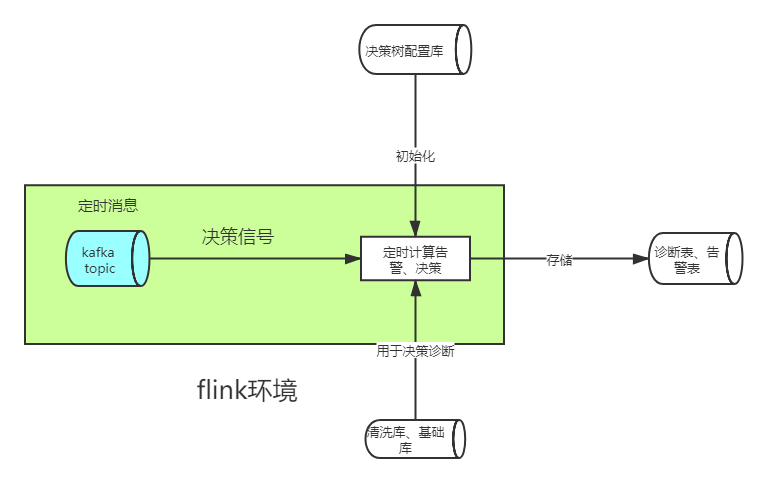 决策树配置库
初始化
定时消息
决策信号
kafka
topic
定时计算告
警、决策
存储
诊断表、告
警表
用于决策诊断
flink环境
清洗库、基础
库